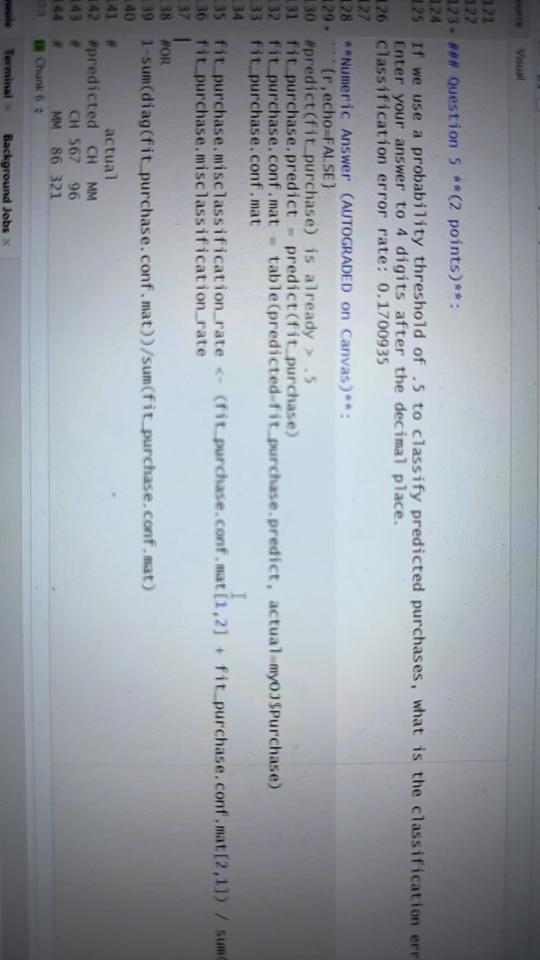 Visual
121
122
123 ### Question 5 **(2 points)**:
124
125 If we use a probability threshold of .5 to classify predicted purchases, what is the classification err
Enter your answer to 4 digits after the decimal place.
126 Classification error rate: 0.1700935
127
128 **Numeric Answer (AUTOGRADED on Canvas)**:
129 ```{r,echo=FALSE}
130 #predict(fit_purchase) is already > .5
131 fit_purchase.predict = predict(fit_purchase)
132 fit_purchase.conf.mat = table(predicted=fit_purchase.predict, actual=myOJ$Purchase)
133 fit_purchase.conf.mat
134
135 fit_purchase.misclassification_rate <- (fit_purchase.conf.mat[1,2] + fit_purchase.conf.mat[2,1]) / sum(
136 fit_purchase.misclassification_rate
137
138 #OR
139 1-sum(diag(fit_purchase.conf.mat))/sum(fit_purchase.conf.mat)
140
141 # actual
142 #predicted CH MM
143 # CH 567 96
144 # MM 86 321
Chunk 6
Terminal × Background Jobs ×